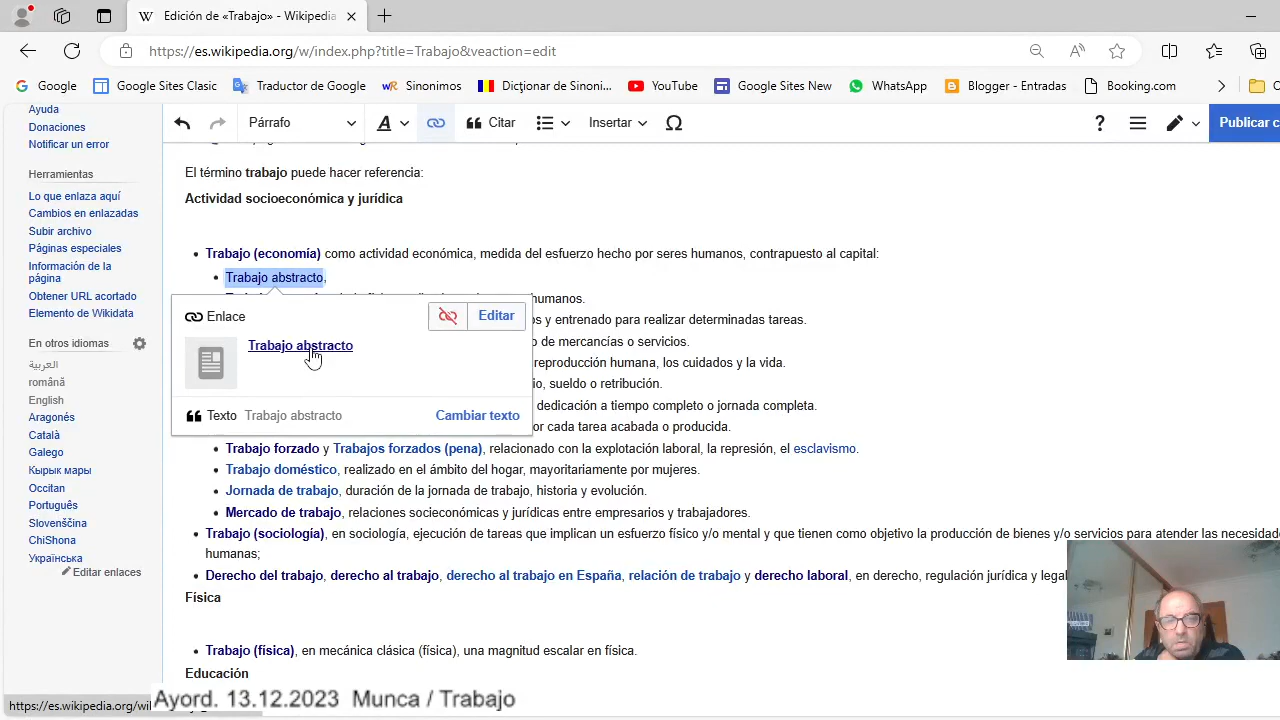 Edición de «Trabajo» - Wikipedia
https://es.wikipedia.org/w/index.php?title=Trabajo&veaction=edit
Google
Google Sites Clasic
Traductor de Google
Sinonimos
Dicționar de Sinoni...
YouTube
Google Sites New
WhatsApp
Blogger - Entradas
Booking.com
Párrafo
A
Citar
Insertar
Ω
?
Publicar c
Ayuda
Donaciones
Notificar un error
Herramientas
Lo que enlaza aquí
Cambios en enlazadas
Subir archivo
Páginas especiales
Información de la
página
Obtener URL acortado
Elemento de Wikidata
En otros idiomas
العربية
română
English
Aragonés
Català
Galego
Кырык мары
Occitan
Português
Slovenščina
ChiShona
Українська
Editar enlaces
El término trabajo puede hacer referencia:
Actividad socioeconómica y jurídica
Trabajo (economía) como actividad económica, medida del esfuerzo hecho por seres humanos, contrapuesto al capital:
Trabajo abstracto,
humanos.
y entrenado para realizar determinadas tareas.
de mercancías o servicios.
reproducción humana, los cuidados y la vida.
sueldo o retribución.
dedicación a tiempo completo o jornada completa.
por cada tarea acabada o producida.
Enlace
Editar
Trabajo abstracto
Texto Trabajo abstracto
Cambiar texto
Trabajo forzado y Trabajos forzados (pena), relacionado con la explotación laboral, la represión, el esclavismo.
Trabajo doméstico, realizado en el ámbito del hogar, mayoritariamente por mujeres.
Jornada de trabajo, duración de la jornada de trabajo, historia y evolución.
Mercado de trabajo, relaciones socioeconómicas y jurídicas entre empresarios y trabajadores.
Trabajo (sociología), en sociología, ejecución de tareas que implican un esfuerzo físico y/o mental y que tienen como objetivo la producción de bienes y/o servicios para atender las necesidade
humanas;
Derecho del trabajo, derecho al trabajo, derecho al trabajo en España, relación de trabajo y derecho laboral, en derecho, regulación jurídica y legal
Física
Trabajo (física), en mecánica clásica (física), una magnitud escalar en física.
Educación
https://es.wikipedia.org/wi
Ayord. 13.12.2023 Munca / Trabajo